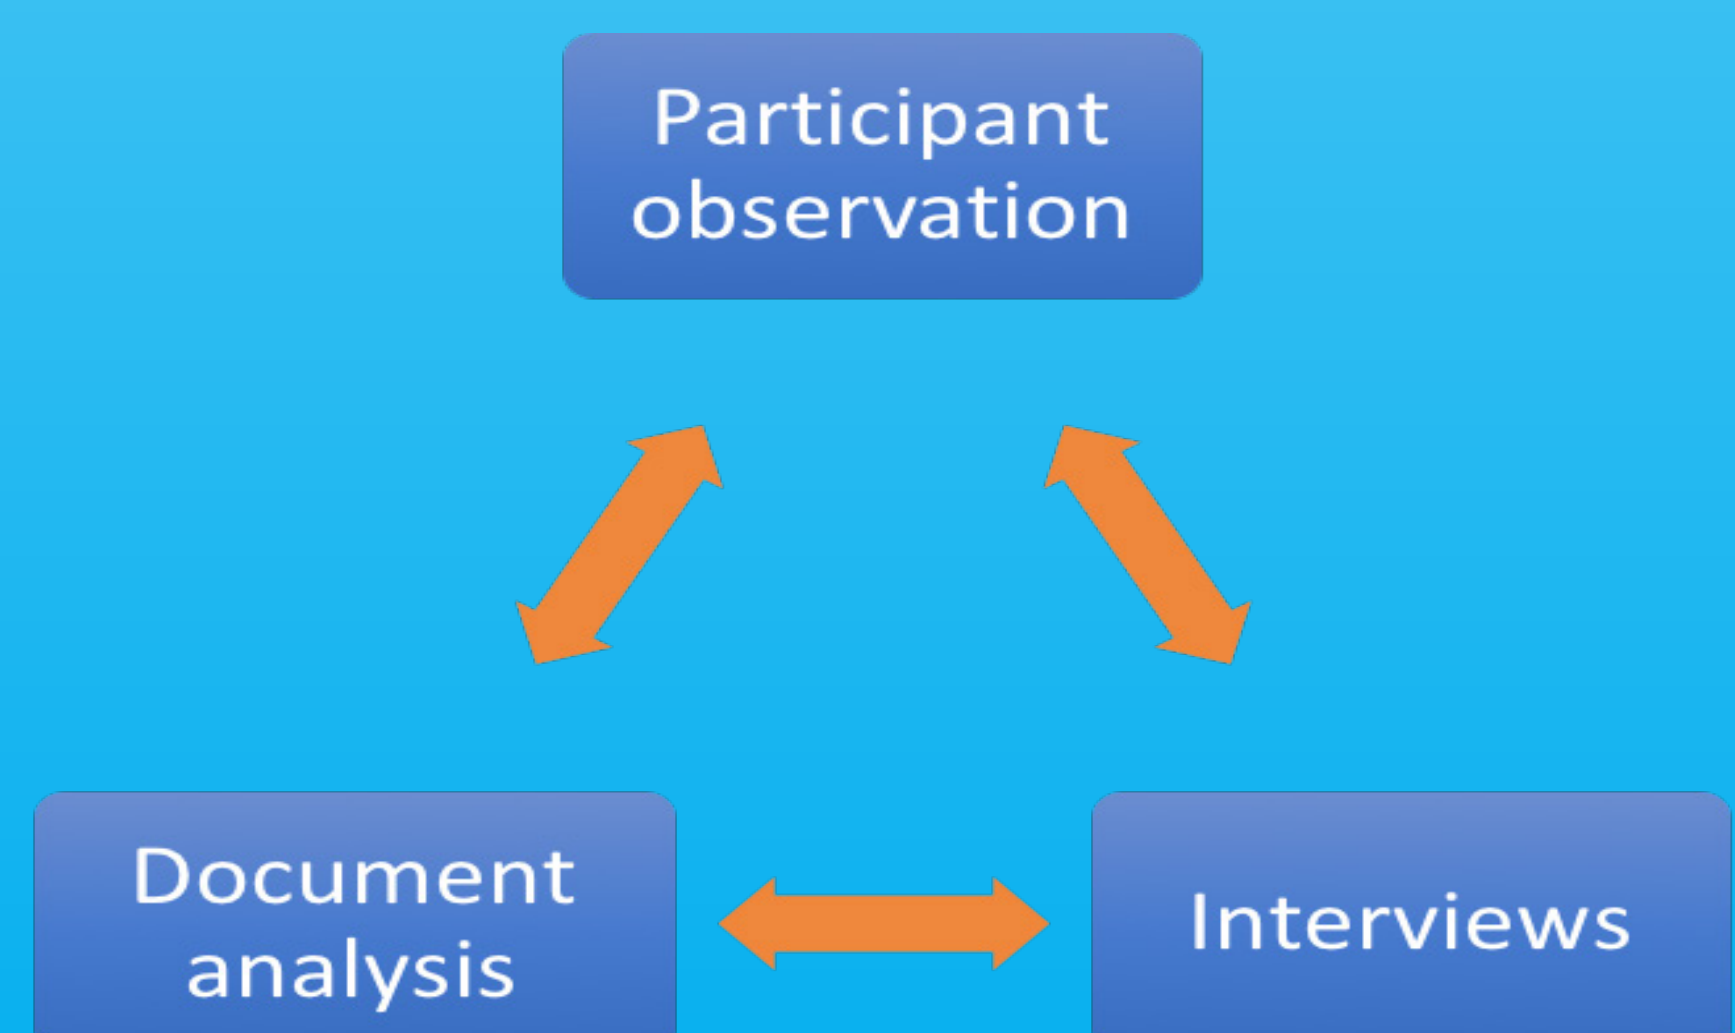 Participant
observation
Document
analysis
Interviews